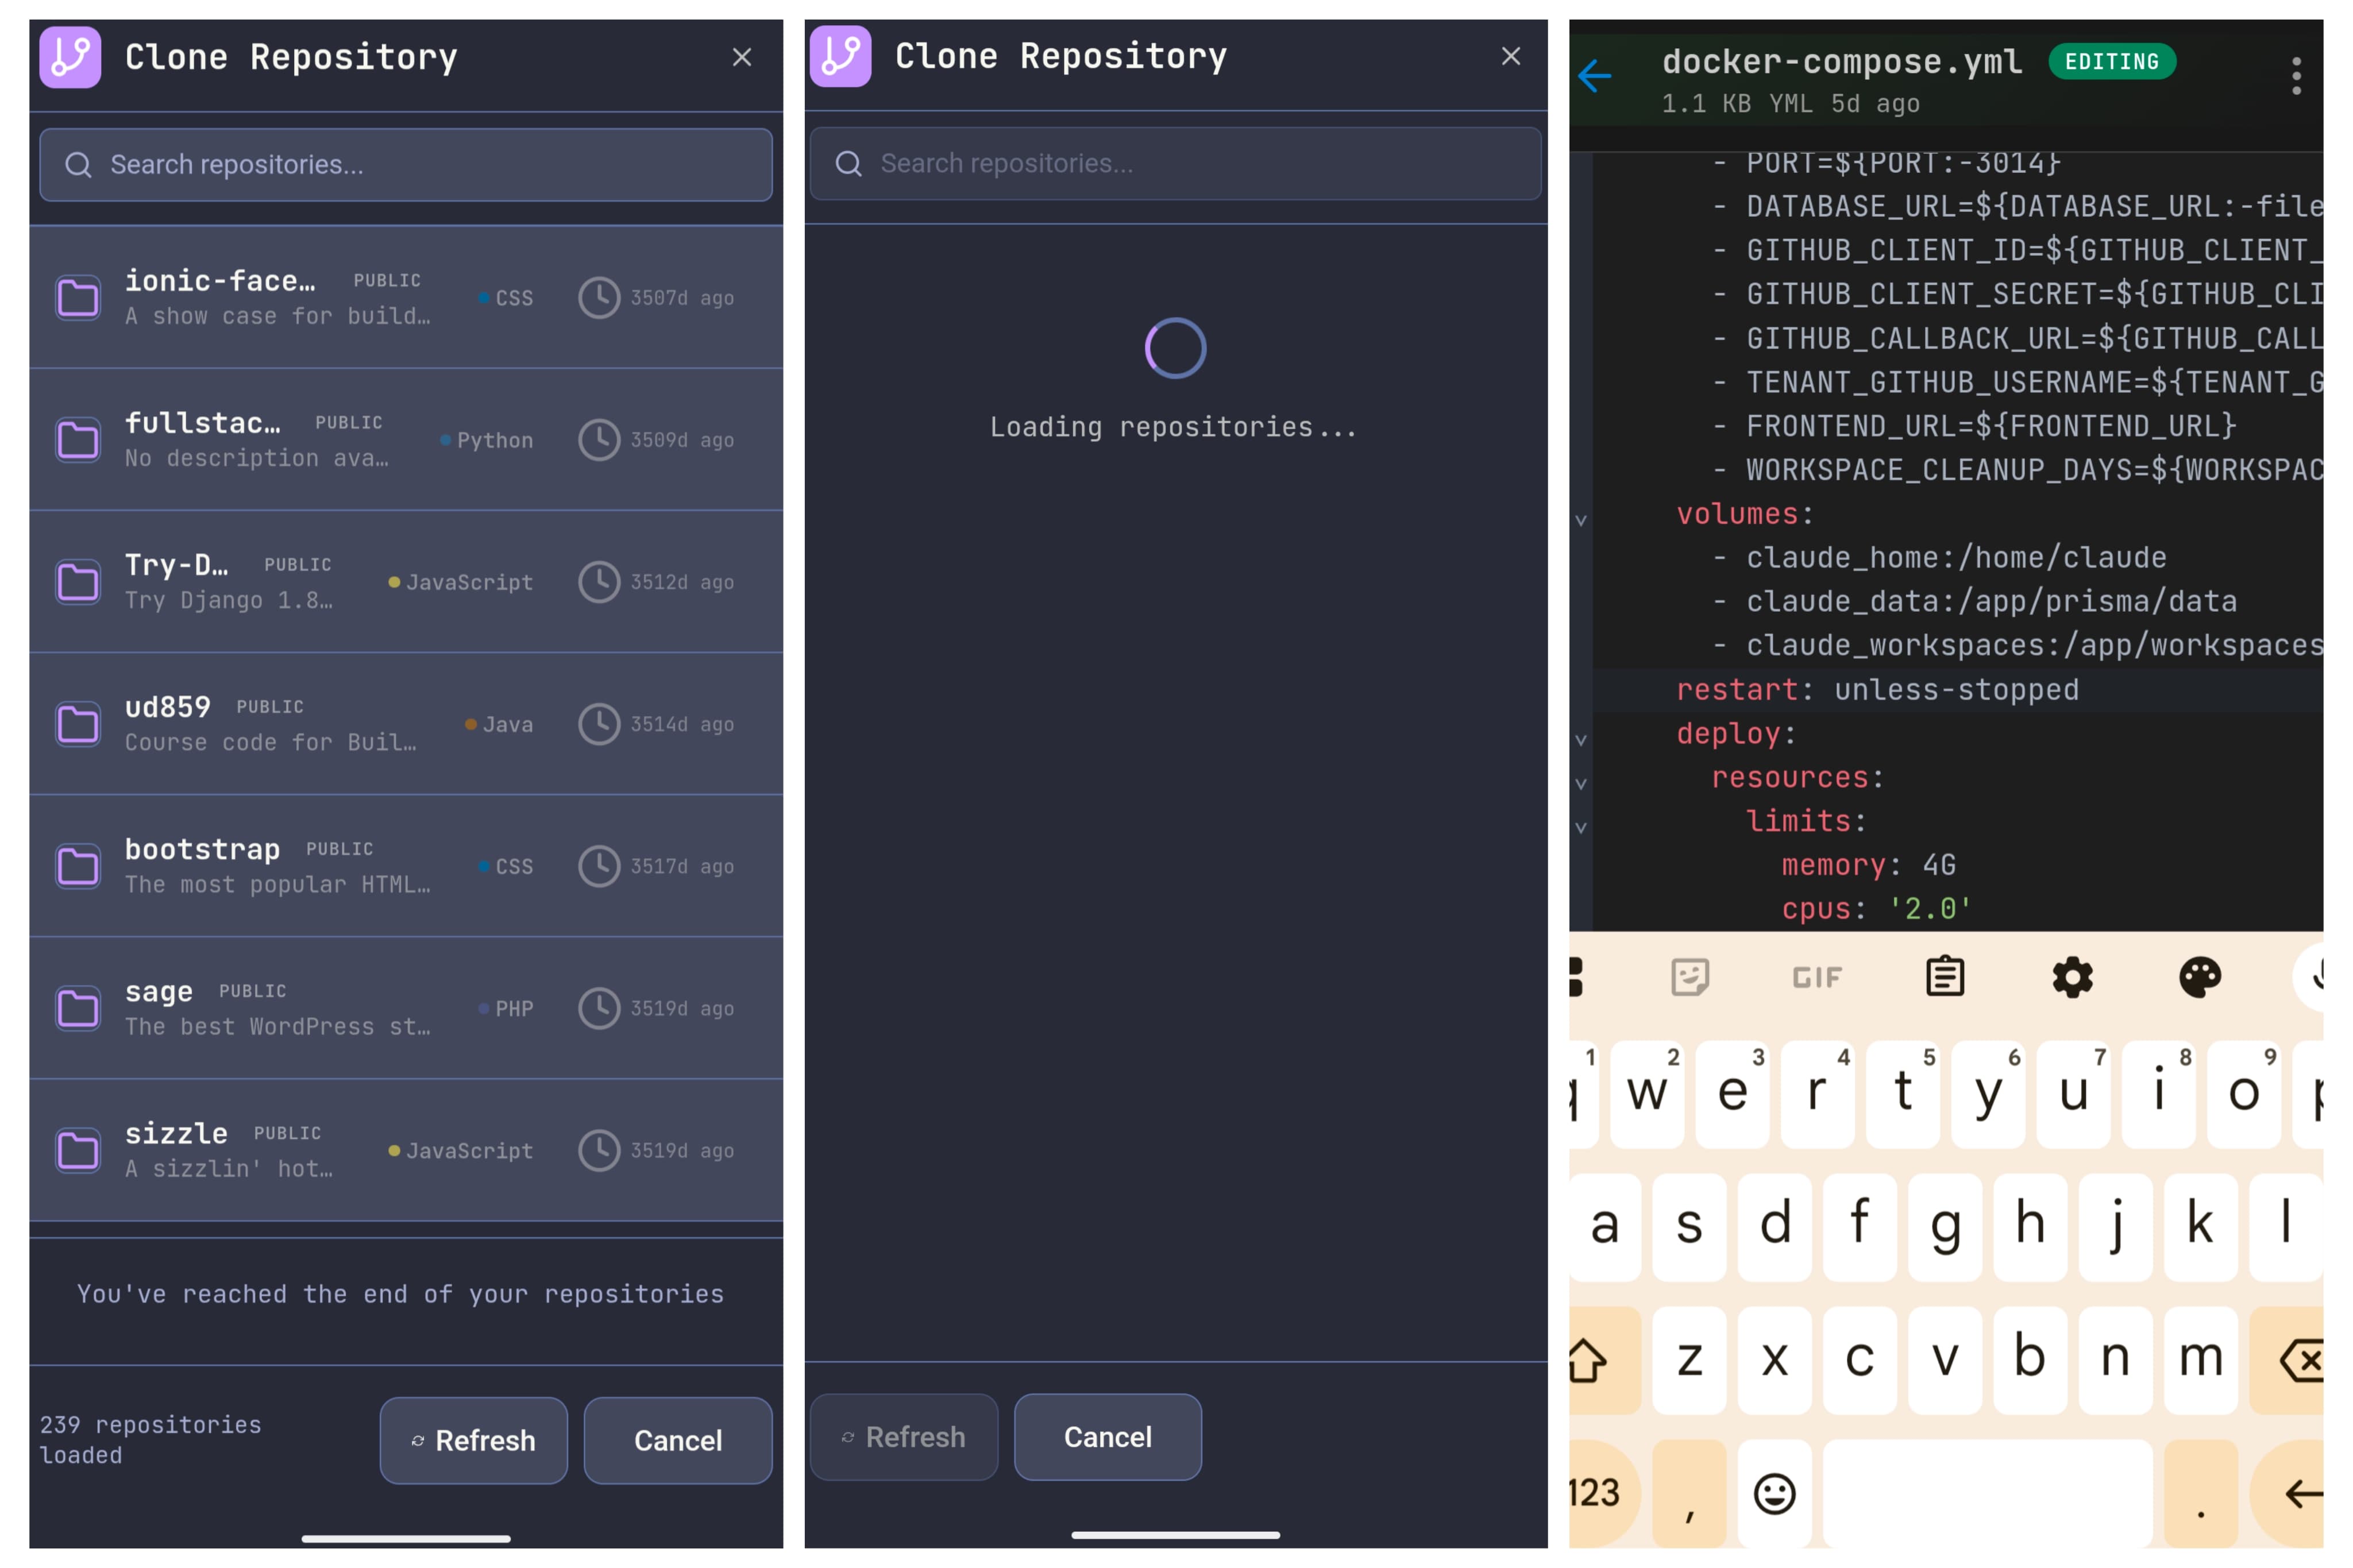 Clone Repository
Search repositories...
ionic-face… PUBLIC
A show case for build…
CSS
3507d ago
fullstac… PUBLIC
No description ava…
Python
3509d ago
Try-D… PUBLIC
Try Django 1.8…
JavaScript
3512d ago
ud859 PUBLIC
Course code for Buil…
Java
3514d ago
bootstrap PUBLIC
The most popular HTML…
CSS
3517d ago
sage PUBLIC
The best WordPress st…
PHP
3519d ago
sizzle PUBLIC
A sizzlin' hot…
JavaScript
3519d ago
You've reached the end of your repositories
239 repositories
loaded
Refresh
Cancel
Clone Repository
Search repositories...
Loading repositories...
Refresh
Cancel
docker-compose.yml EDITING
1.1 KB YML 5d ago
- PORT=${PORT:-3014}
- DATABASE_URL=${DATABASE_URL:-file
- GITHUB_CLIENT_ID=${GITHUB_CLIENT_
- GITHUB_CLIENT_SECRET=${GITHUB_CLI
- GITHUB_CALLBACK_URL=${GITHUB_CALL
- TENANT_GITHUB_USERNAME=${TENANT_G
- FRONTEND_URL=${FRONTEND_URL}
- WORKSPACE_CLEANUP_DAYS=${WORKSPAC
volumes:
- claude_home:/home/claude
- claude_data:/app/prisma/data
- claude_workspaces:/app/workspaces
restart: unless-stopped
deploy:
resources:
limits:
memory: 4G
cpus: '2.0'
GIF
1 2 3 4 5 6 7 8 9
q w e r t y u i o p
a s d f g h j k l
z x c v b n m
123 , .